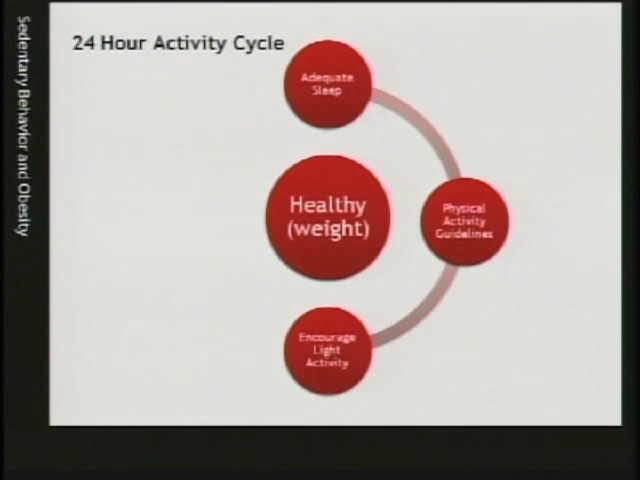 Sedentary Behavior and Obesity
24 Hour Activity Cycle
Adequate
Sleep
Healthy
(weight)
Physical
Activity
Guidelines
Encourage
Light
Activity